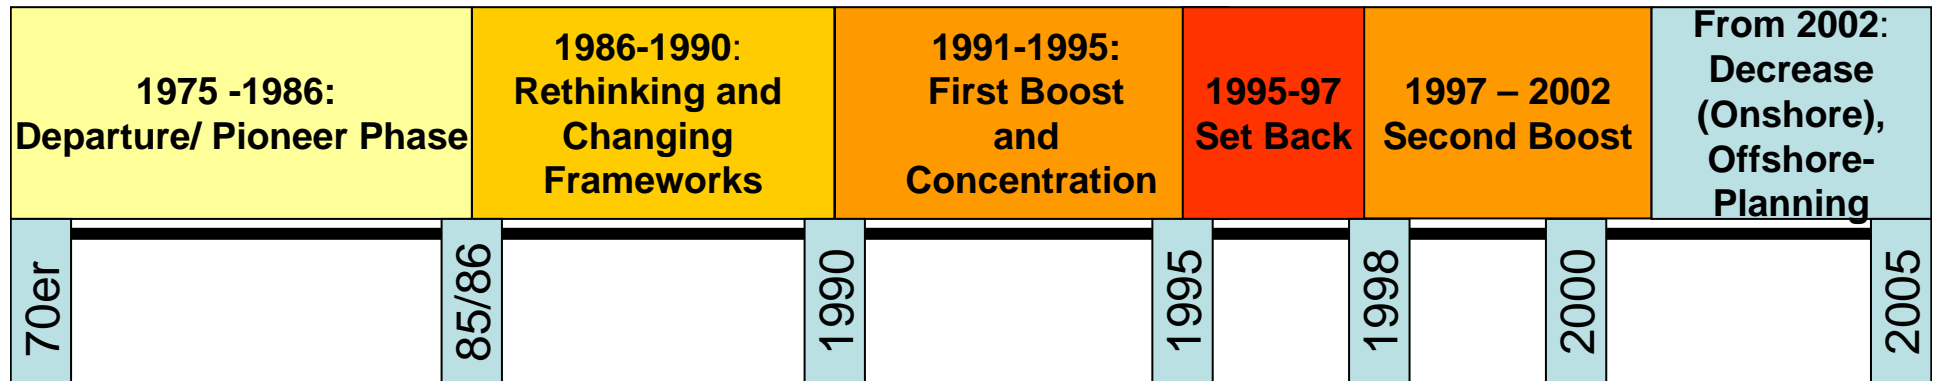 1975 -1986:
Departure/ Pioneer Phase
1986-1990:
Rethinking and
Changing
Frameworks
1991-1995:
First Boost
and
Concentration
1995-97
Set Back
1997 – 2002
Second Boost
From 2002:
Decrease
(Onshore),
Offshore-
Planning
70er
85/86
1990
1995
1998
2000
2005